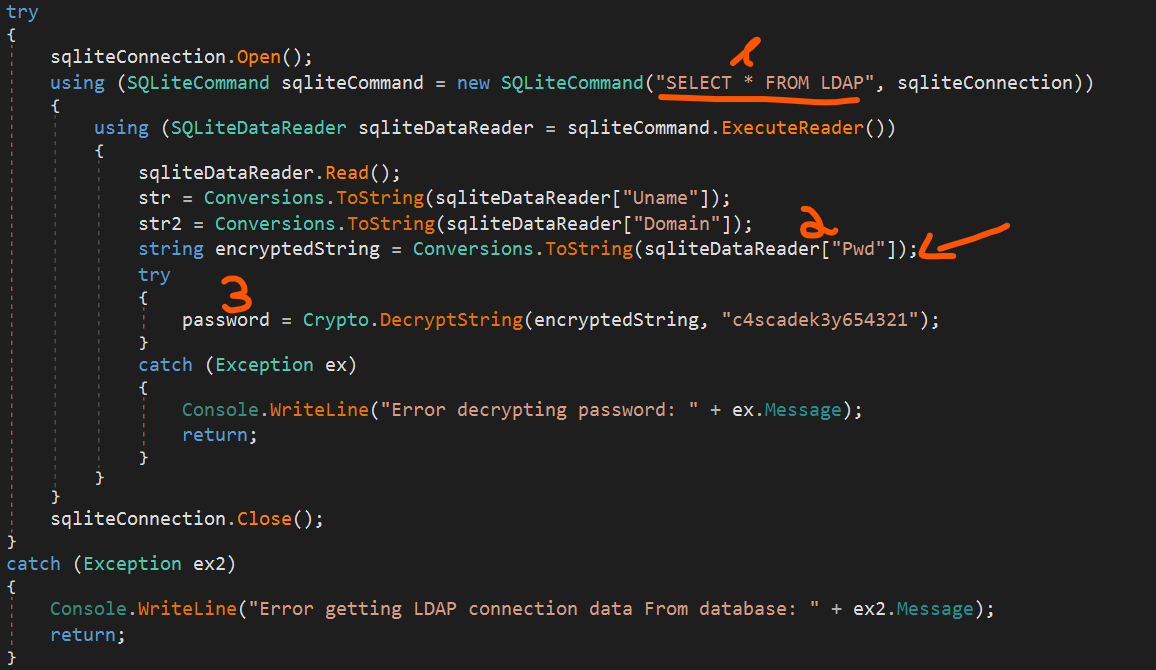 try
{
sqliteConnection.Open();
1
using (SQLiteCommand sqliteCommand = new SQLiteCommand("SELECT * FROM LDAP", sqliteConnection))
{
using (SQLiteDataReader sqliteDataReader = sqliteCommand.ExecuteReader())
{
sqliteDataReader.Read();
str = Conversions.ToString(sqliteDataReader["Uname"]);
str2 = Conversions.ToString(sqliteDataReader["Domain"]);
2
string encryptedString = Conversions.ToString(sqliteDataReader["Pwd"]);
try
{
3
password = Crypto.DecryptString(encryptedString, "c4scadek3y654321");
}
catch (Exception ex)
{
Console.WriteLine("Error decrypting password: " + ex.Message);
return;
}
}
}
sqliteConnection.Close();
}
catch (Exception ex2)
{
Console.WriteLine("Error getting LDAP connection data From database: " + ex2.Message);
return;
}